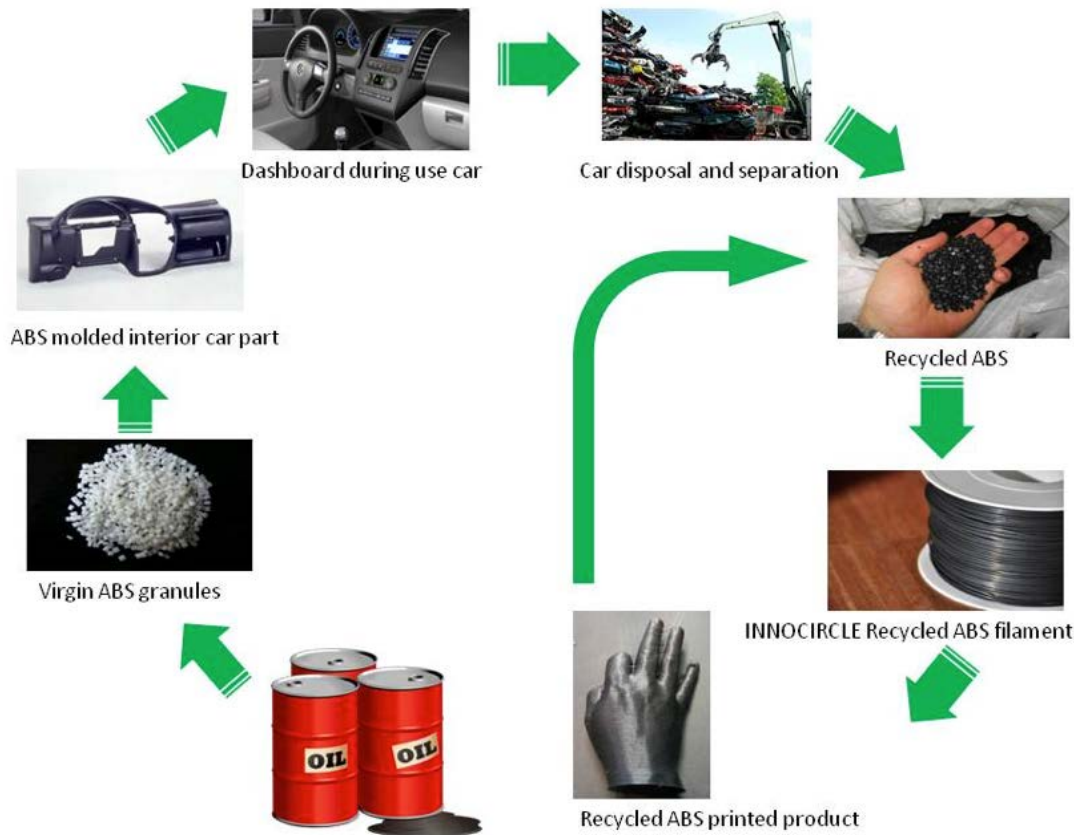 Dashboard during use car
Car disposal and separation
ABS molded interior car part
Recycled ABS
Virgin ABS granules
INNOCIRCLE Recycled ABS filament
OIL
OIL
Recycled ABS printed product